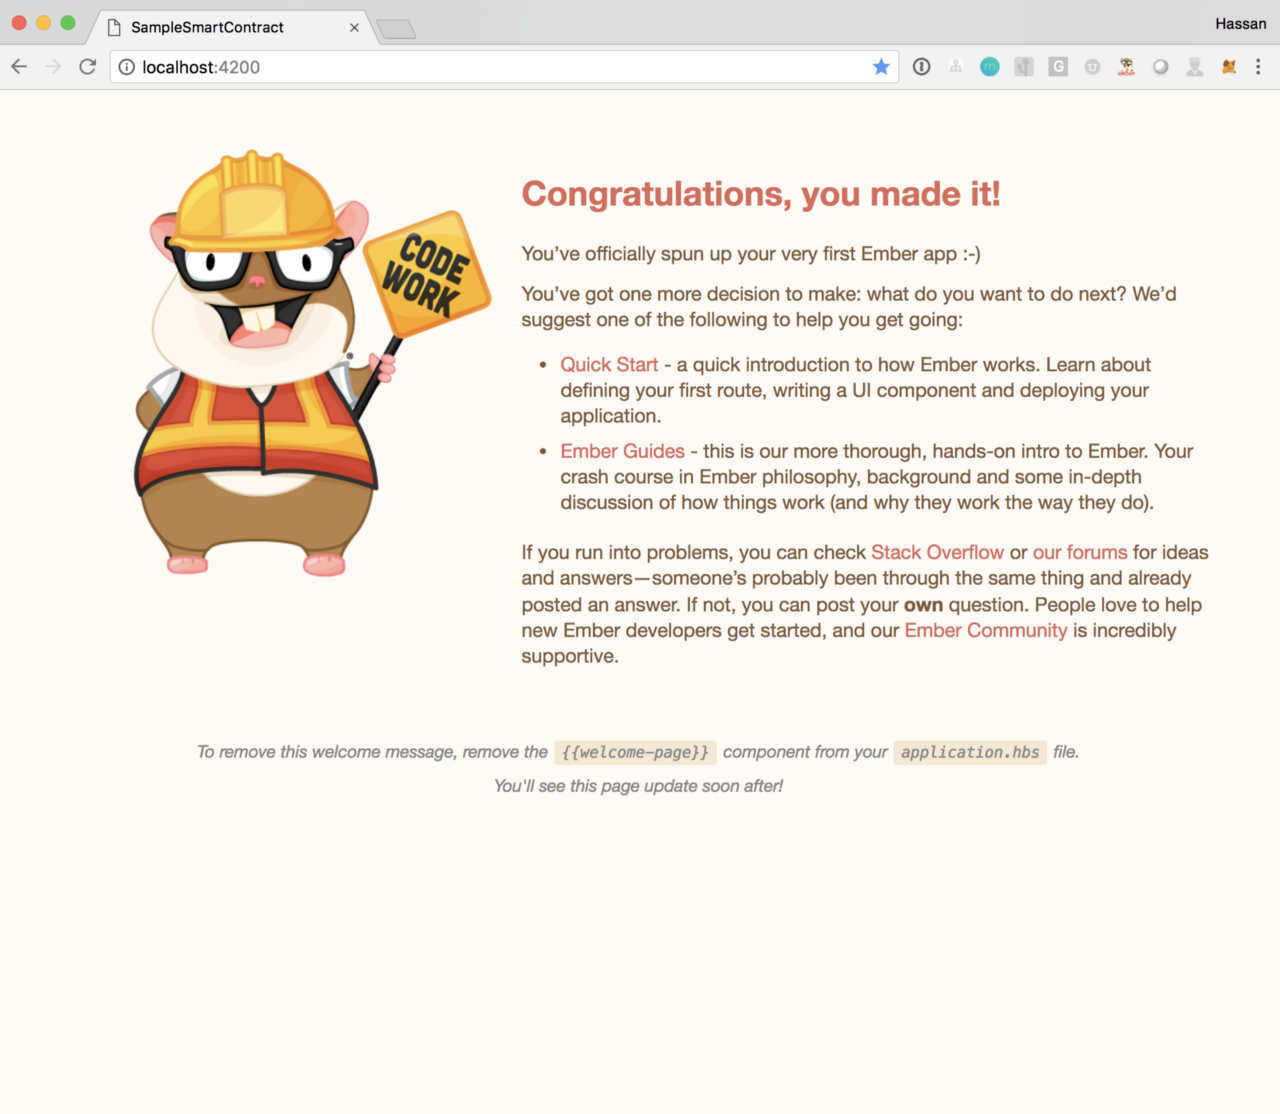 SampleSmartContract
Hassan
localhost:4200
CODE
WORK
®
Congratulations, you made it!
You’ve officially spun up your very first Ember app :-)
You’ve got one more decision to make: what do you want to do next? We’d
suggest one of the following to help you get going:
• Quick Start - a quick introduction to how Ember works. Learn about
defining your first route, writing a UI component and deploying your
application.
• Ember Guides - this is our more thorough, hands-on intro to Ember. Your
crash course in Ember philosophy, background and some in-depth
discussion of how things work (and why they work the way they do).
If you run into problems, you can check Stack Overflow or our forums for ideas
and answers—someone’s probably been through the same thing and already
posted an answer. If not, you can post your own question. People love to help
new Ember developers get started, and our Ember Community is incredibly
supportive.
To remove this welcome message, remove the {{welcome-page}} component from your application.hbs file.
You'll see this page update soon after!